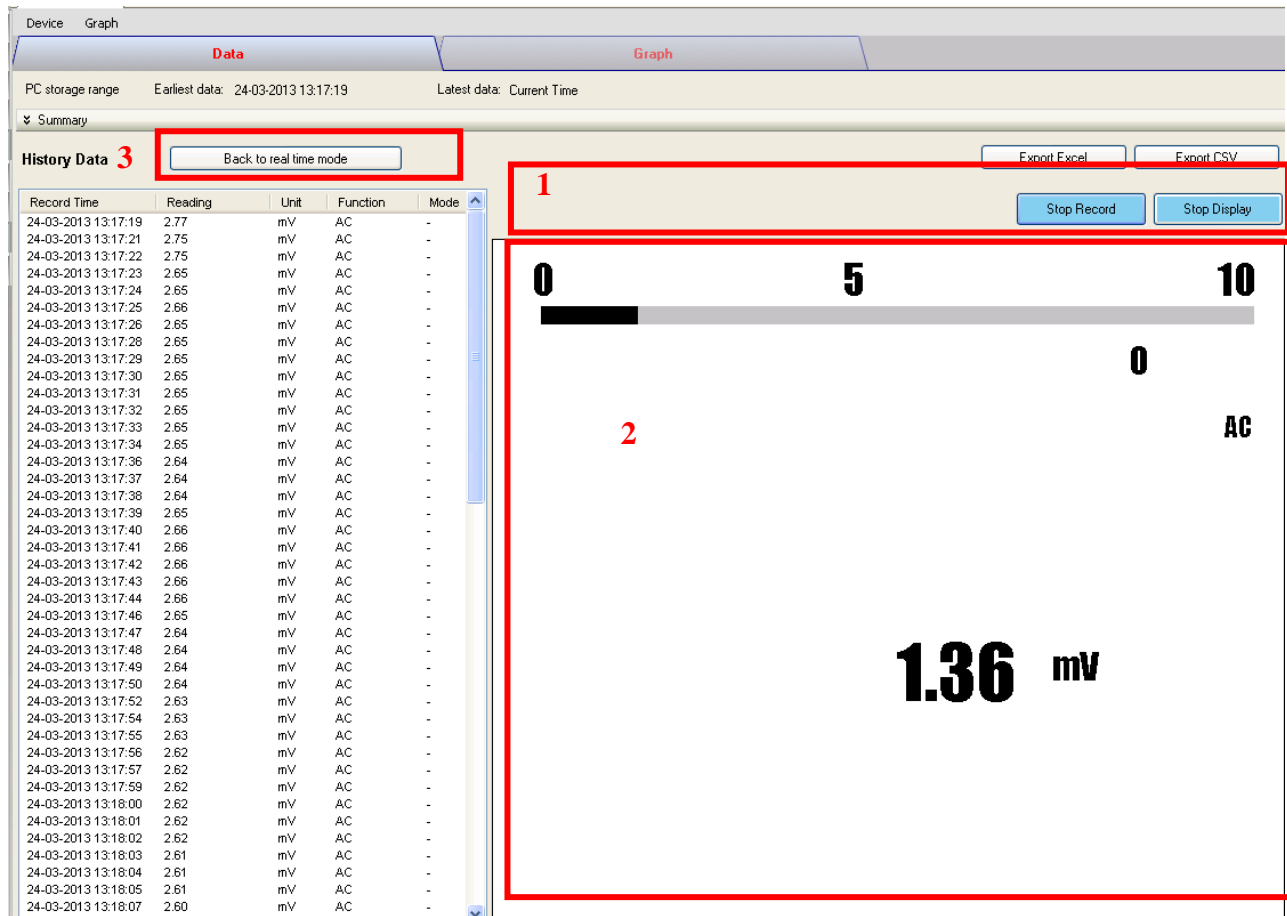 Device Graph
Data Graph
PC storage range Earliest data: 24-03-2013 13:17:19 Latest data: Current Time
Summary
History Data 3 Back to real time mode Export Excel Export CSV
1
Stop Record Stop Display
Record Time Reading Unit Function Mode
24-03-2013 13:17:19 2.77 mV AC -
24-03-2013 13:17:21 2.75 mV AC -
24-03-2013 13:17:22 2.75 mV AC -
24-03-2013 13:17:23 2.65 mV AC -
24-03-2013 13:17:24 2.65 mV AC -
24-03-2013 13:17:25 2.66 mV AC -
24-03-2013 13:17:26 2.65 mV AC -
24-03-2013 13:17:28 2.65 mV AC -
24-03-2013 13:17:29 2.65 mV AC -
24-03-2013 13:17:30 2.65 mV AC -
24-03-2013 13:17:31 2.65 mV AC -
24-03-2013 13:17:32 2.65 mV AC -
24-03-2013 13:17:33 2.65 mV AC -
24-03-2013 13:17:34 2.65 mV AC -
24-03-2013 13:17:36 2.64 mV AC -
24-03-2013 13:17:37 2.64 mV AC -
24-03-2013 13:17:38 2.64 mV AC -
24-03-2013 13:17:39 2.65 mV AC -
24-03-2013 13:17:40 2.66 mV AC -
24-03-2013 13:17:41 2.66 mV AC -
24-03-2013 13:17:42 2.66 mV AC -
24-03-2013 13:17:43 2.66 mV AC -
24-03-2013 13:17:44 2.66 mV AC -
24-03-2013 13:17:46 2.65 mV AC -
24-03-2013 13:17:47 2.64 mV AC -
24-03-2013 13:17:48 2.64 mV AC -
24-03-2013 13:17:49 2.64 mV AC -
24-03-2013 13:17:50 2.64 mV AC -
24-03-2013 13:17:52 2.63 mV AC -
24-03-2013 13:17:54 2.63 mV AC -
24-03-2013 13:17:55 2.63 mV AC -
24-03-2013 13:17:56 2.62 mV AC -
24-03-2013 13:17:57 2.62 mV AC -
24-03-2013 13:17:59 2.62 mV AC -
24-03-2013 13:18:00 2.62 mV AC -
24-03-2013 13:18:01 2.62 mV AC -
24-03-2013 13:18:02 2.62 mV AC -
24-03-2013 13:18:03 2.61 mV AC -
24-03-2013 13:18:04 2.61 mV AC -
24-03-2013 13:18:05 2.61 mV AC -
24-03-2013 13:18:07 2.60 mV AC -
0 5 10
0
AC
2
1.36 mV